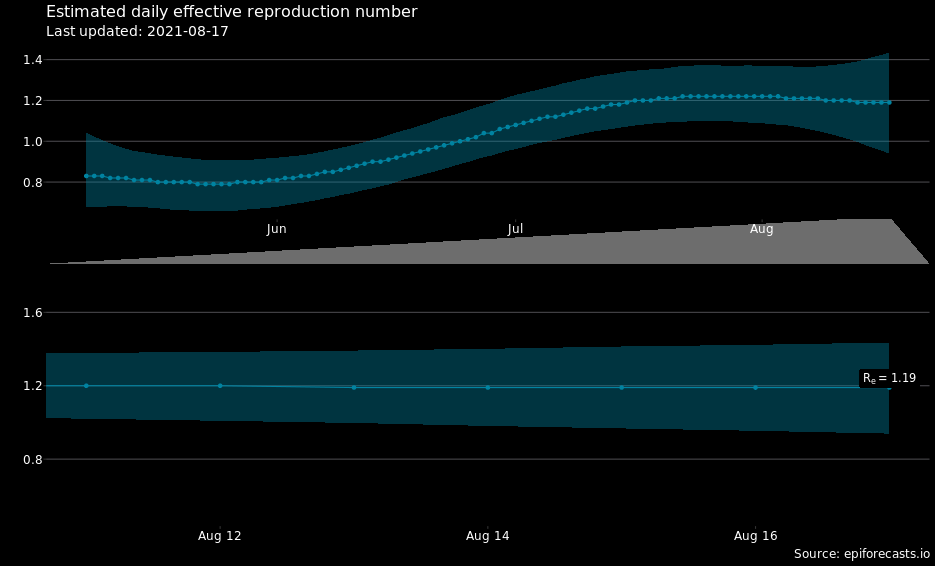 Estimated daily effective reproduction number
Last updated: 2021-08-17
1.4
1.2
1.0
0.8
Jun Jul Aug
1.6
1.2
0.8
Re = 1.19
Aug 12 Aug 14 Aug 16
Source: epiforecasts.io